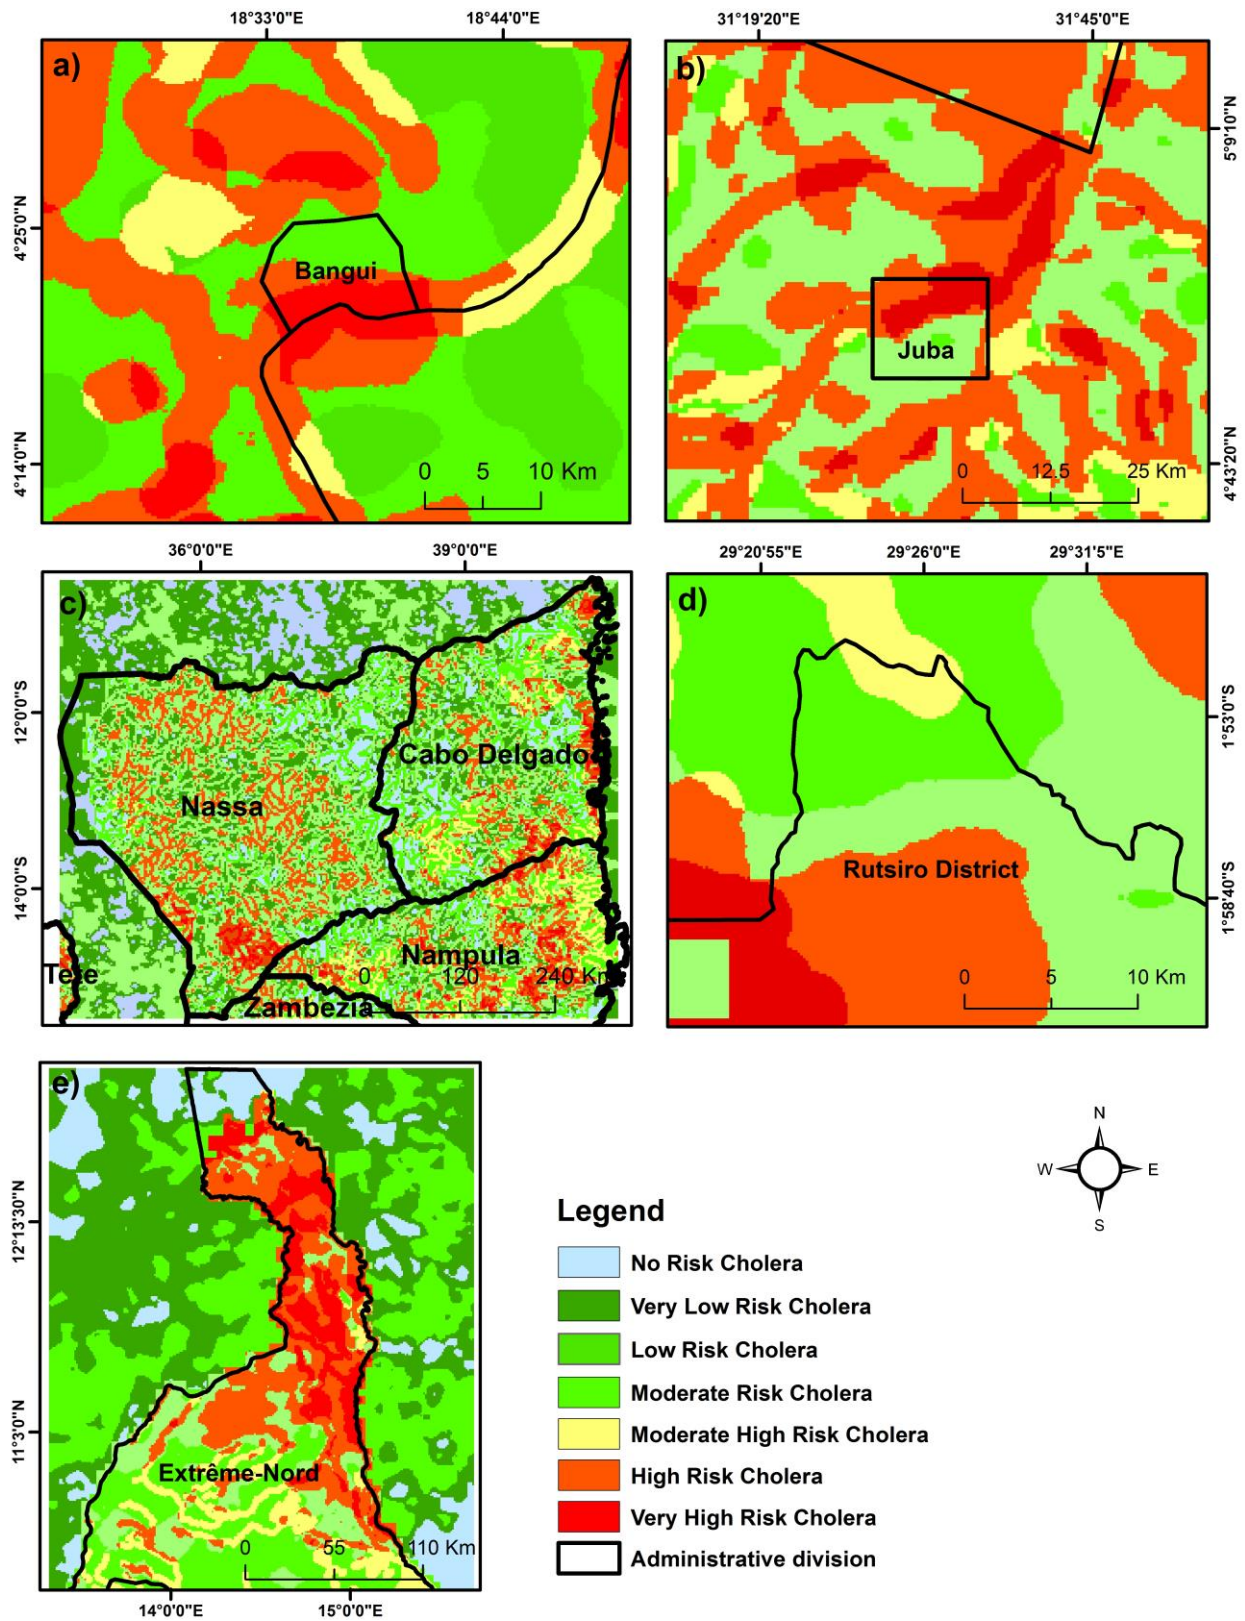 18°33'0"E 18°44'0"E
31°19'20"E 31°45'0"E
a)
4°25'0"N
Bangui
4°14'0"N
0 5 10 Km
b)
5°9'10"N
Juba
4°43'20"N
0 12.5 25 Km
36°0'0"E 39°0'0"E
29°20'55"E 29°26'0"E 29°31'5"E
c)
12°0'0"S
Cabo Delgado
Nassa
14°0'0"S
Nampula
Tete
0 120 240 Km
Zambezia
d)
1°53'0"S
Rutsiro District
1°58'40"S
0 5 10 Km
e)
12°13'30"N
11°3'0"N
Extrême-Nord
0 55 110 Km
14°0'0"E 15°0'0"E
N
W E
S
Legend
No Risk Cholera
Very Low Risk Cholera
Low Risk Cholera
Moderate Risk Cholera
Moderate High Risk Cholera
High Risk Cholera
Very High Risk Cholera
Administrative division